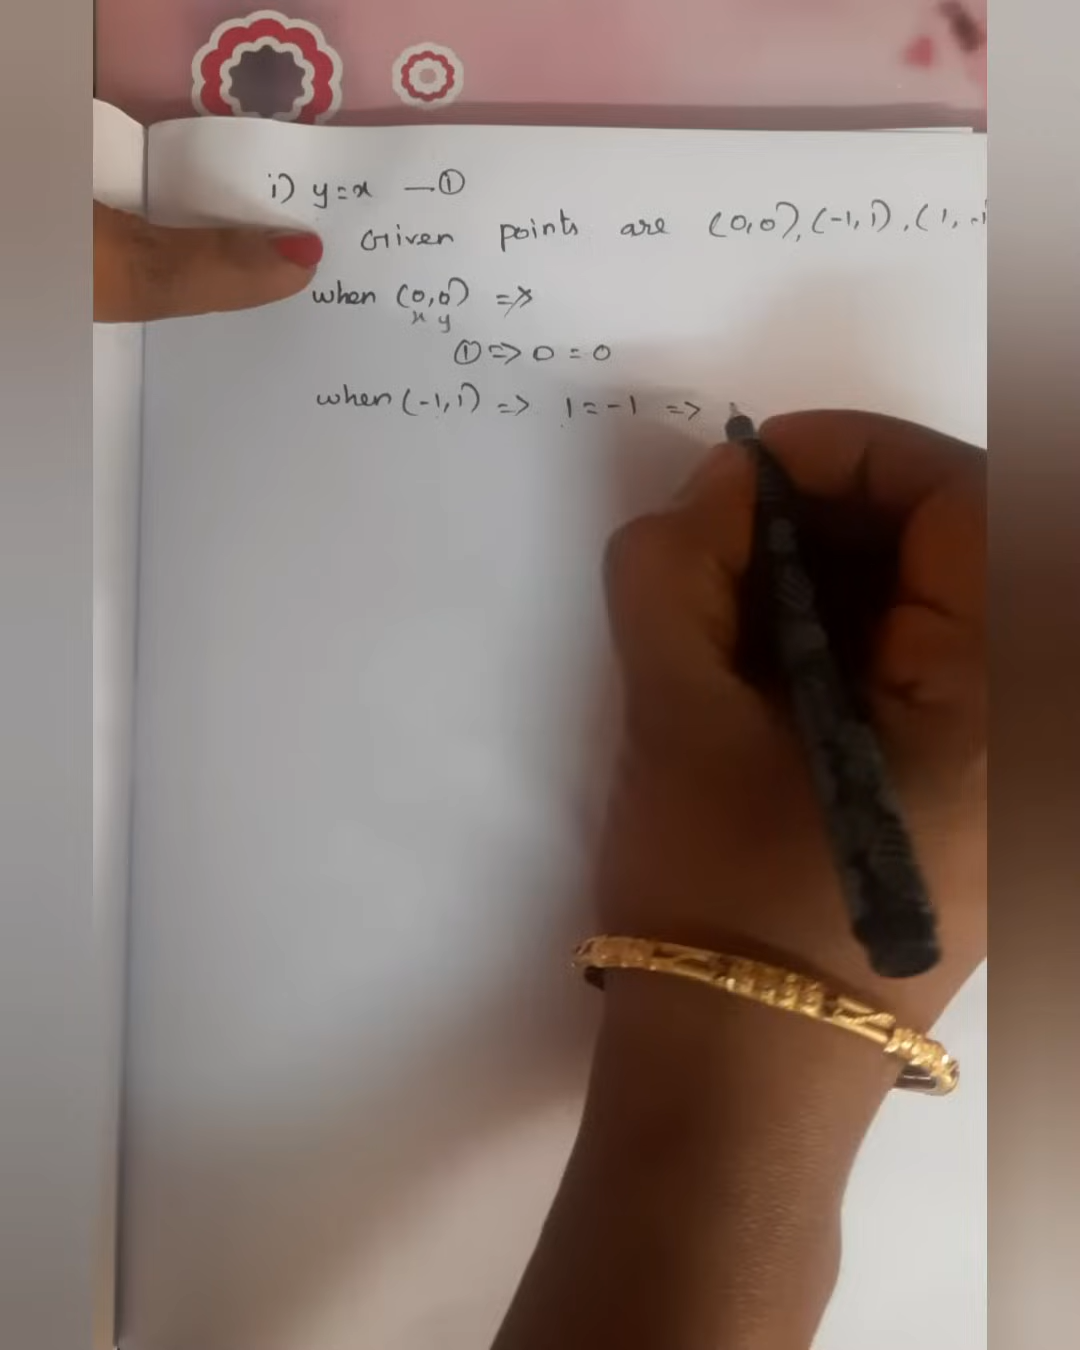 i) y=x —①
Given points are (0,0), (-1,1), (1,-1
when (0,0) =>
x y
① => 0 = 0
when (-1,1) => 1 = -1 =>